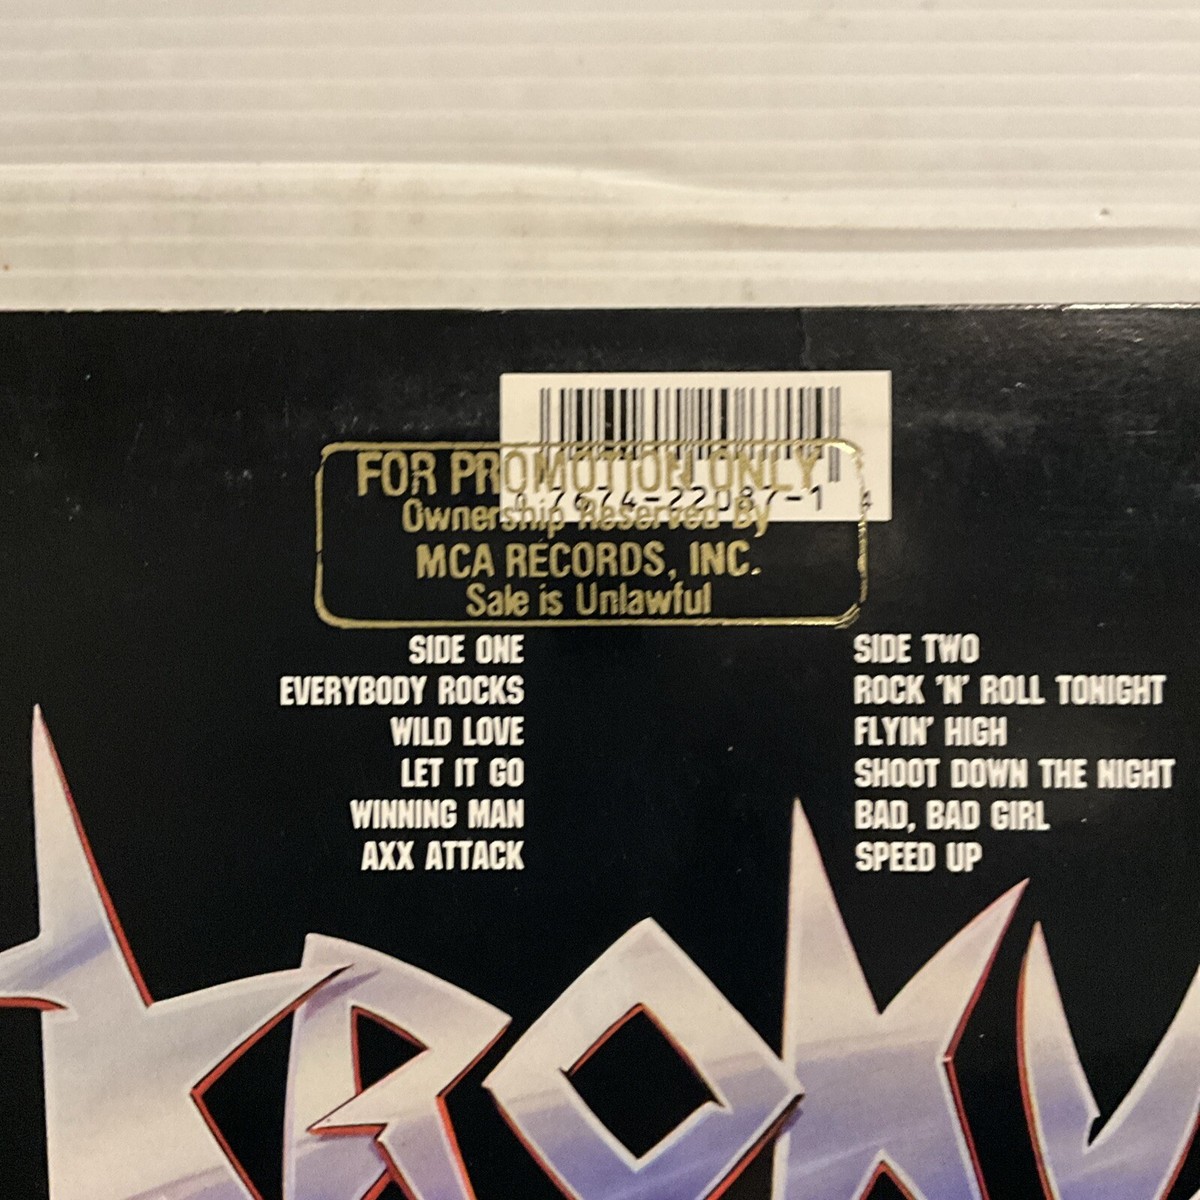 FOR PROMOTION ONLY
0 7674-22087-1 4
Ownership Reserved By
MCA RECORDS, INC.
Sale is Unlawful
SIDE ONE
EVERYBODY ROCKS
WILD LOVE
LET IT GO
WINNING MAN
AXX ATTACK
SIDE TWO
ROCK 'N' ROLL TONIGHT
FLYIN' HIGH
SHOOT DOWN THE NIGHT
BAD, BAD GIRL
SPEED UP